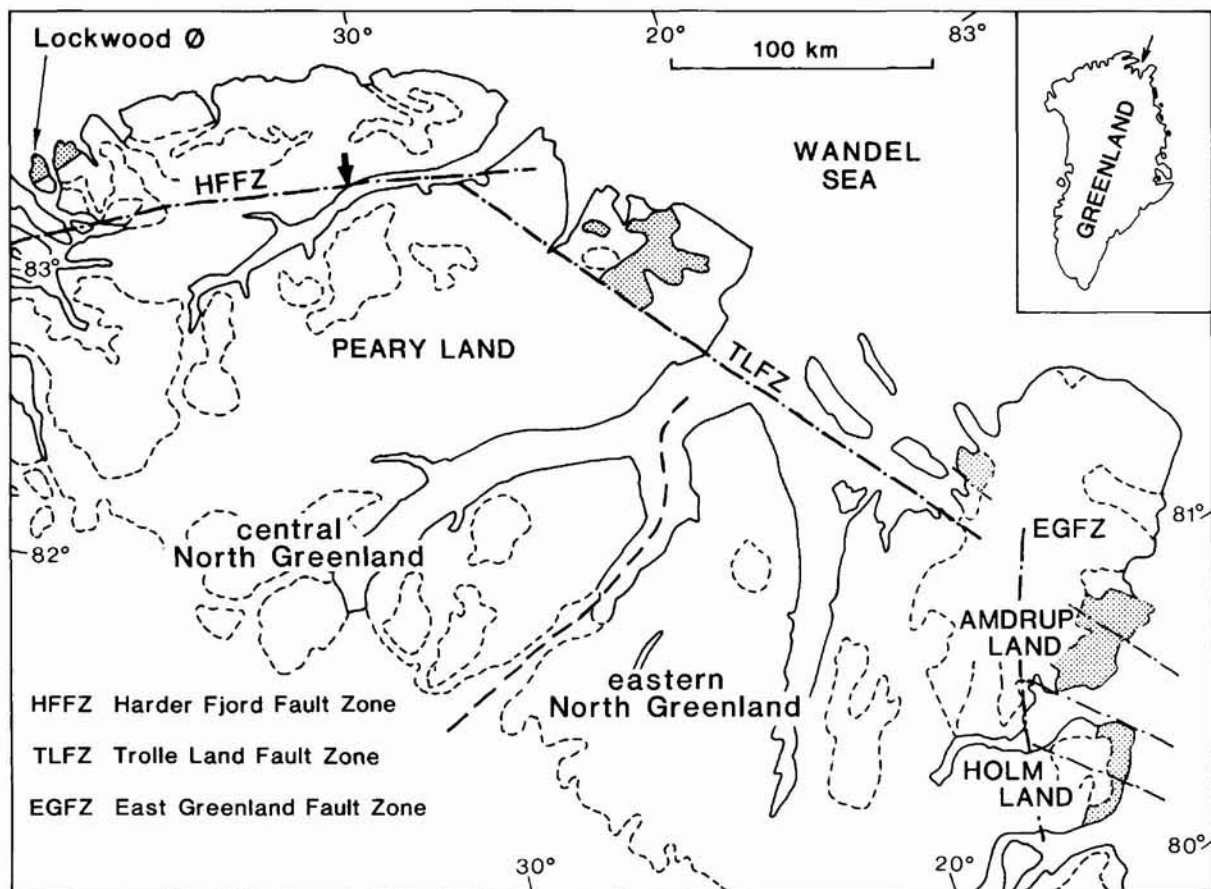 Lockwood Ø
30°
20°
83°
100 km
WANDEL
SEA
GREENLAND
HFFZ
83°
PEARY LAND
TLFZ
82°
central
North Greenland
81°
EGFZ
AMDRUP
LAND
eastern
North Greenland
HOLM
LAND
HFFZ Harder Fjord Fault Zone
TLFZ Trolle Land Fault Zone
EGFZ East Greenland Fault Zone
30°
20°
80°